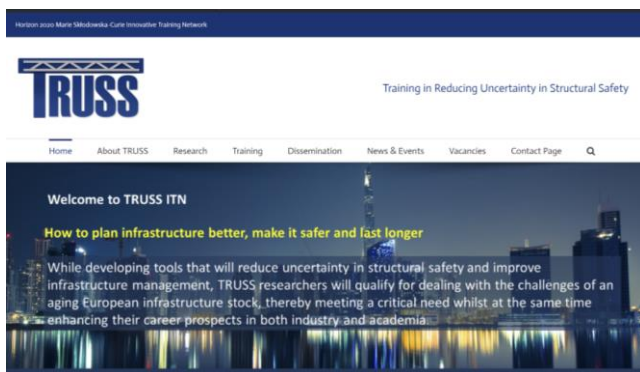 Horizon 2020 Marie Skłodowska-Curie Innovative Training Network
TRUSS
Training in Reducing Uncertainty in Structural Safety
Home About TRUSS Research Training Dissemination News & Events Vacancies Contact Page
Welcome to TRUSS ITN
How to plan infrastructure better, make it safer and last longer
While developing tools that will reduce uncertainty in structural safety and improve
infrastructure management, TRUSS researchers will qualify for dealing with the challenges of an
aging European infrastructure stock, thereby meeting a critical need whilst at the same time
enhancing their career prospects in both industry and academia.